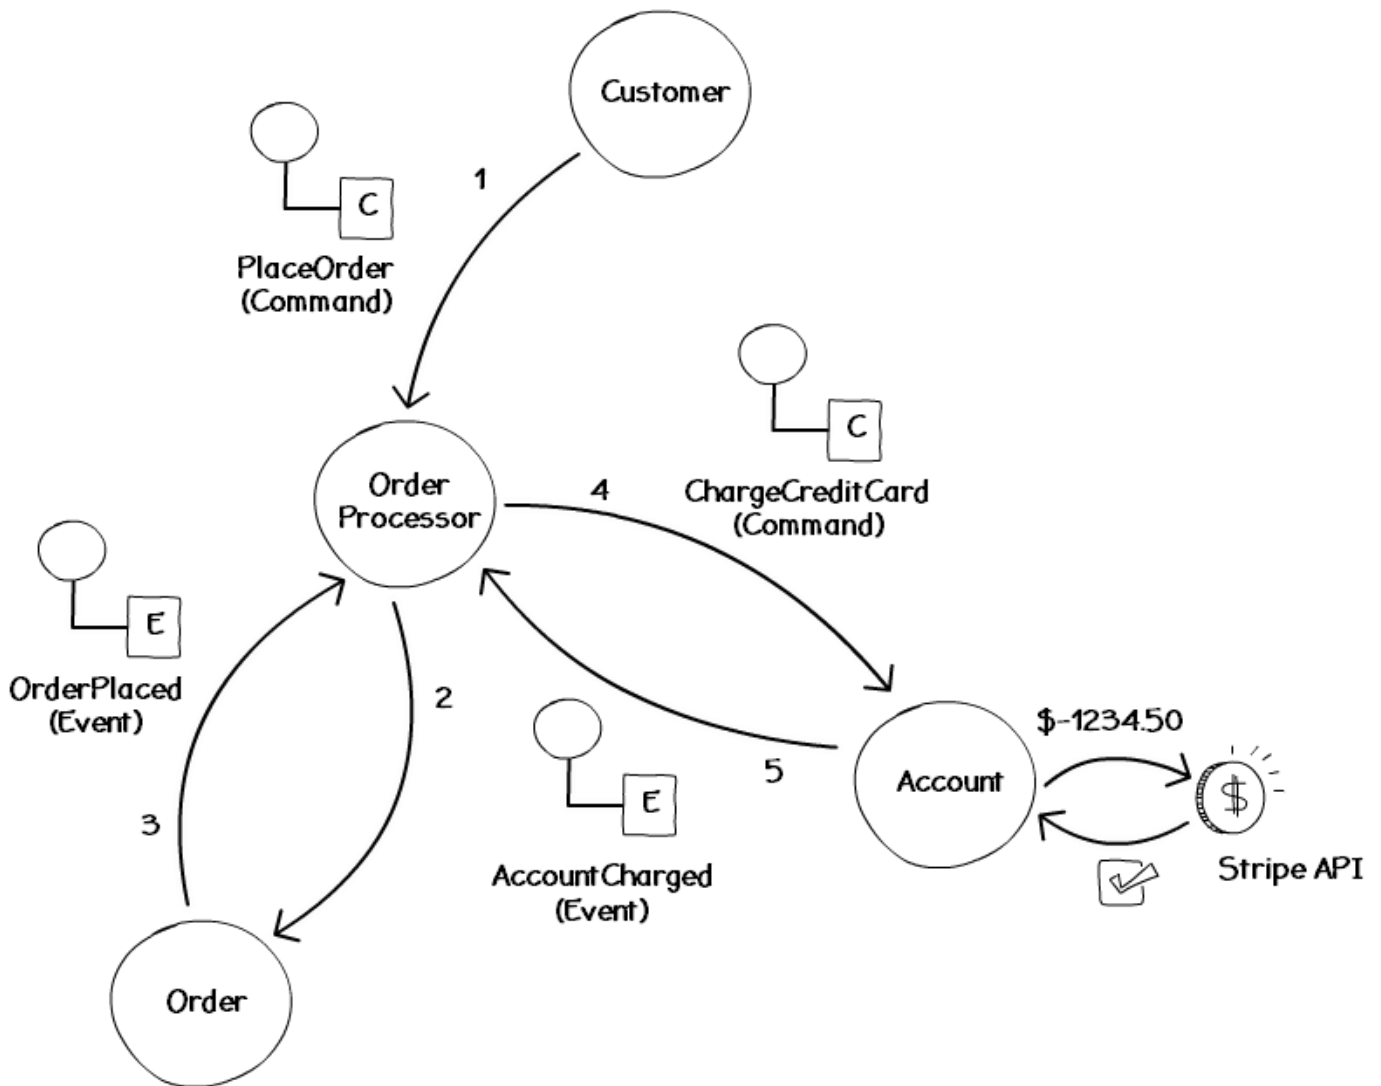 Customer
1
C
PlaceOrder
(Command)
C
ChargeCreditCard
(Command)
4
Order
Processor
E
OrderPlaced
(Event)
2
3
E
AccountCharged
(Event)
5
Account
$-1234.50
$
Stripe API
Order